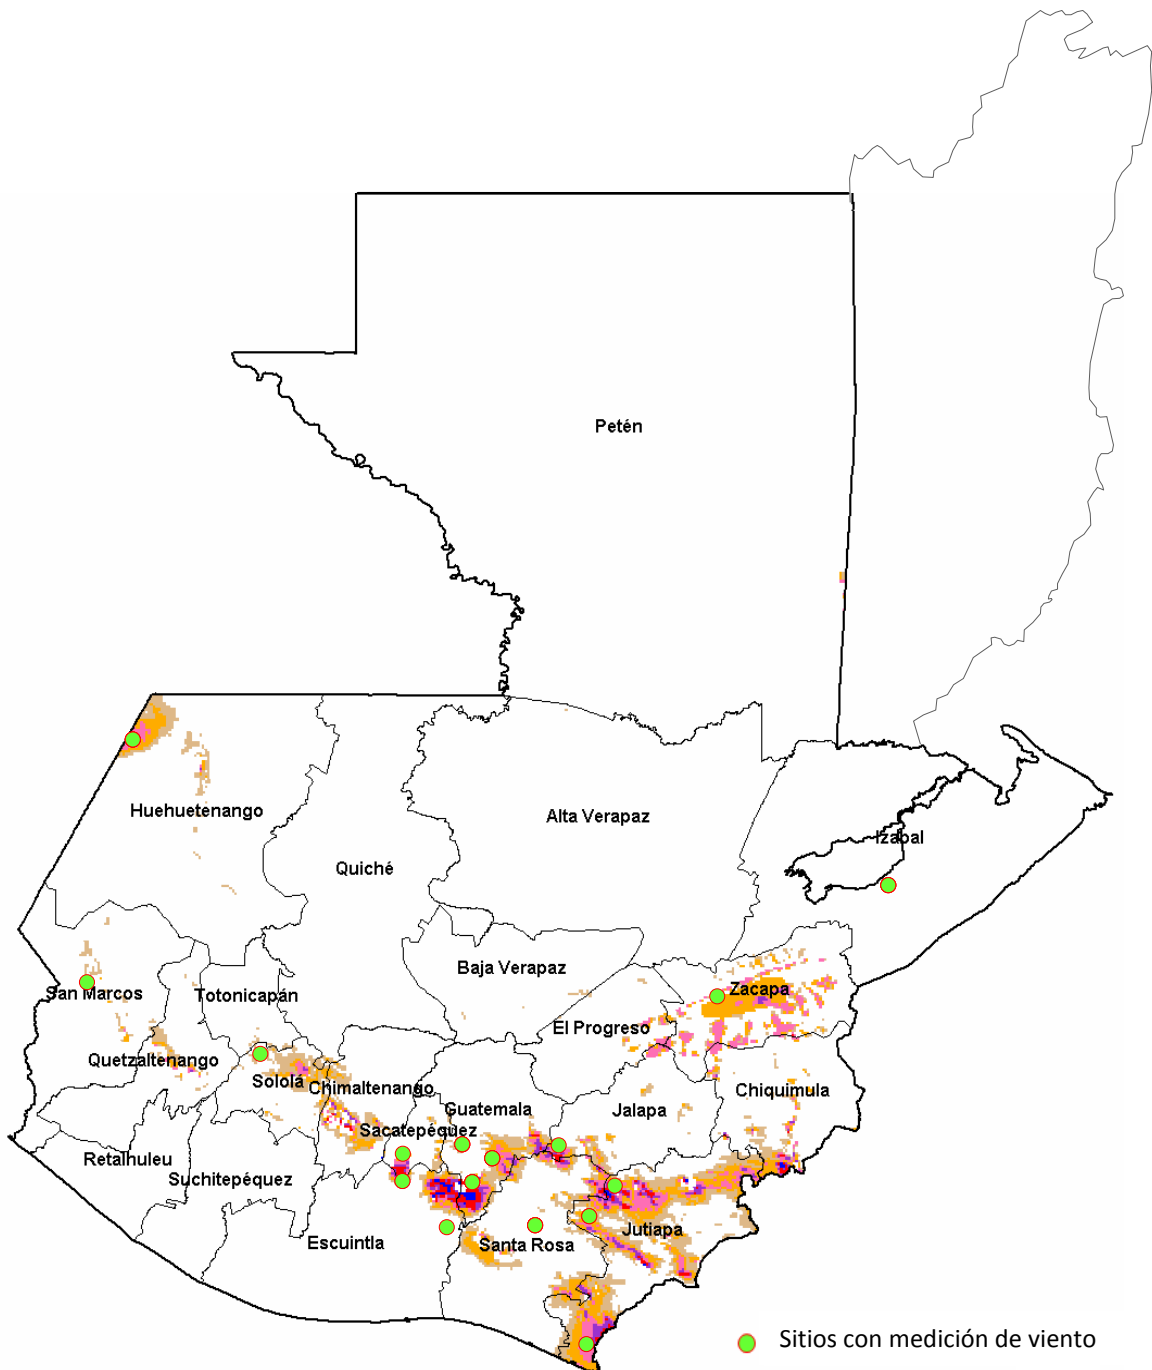 Petén
Huehuetenango
Alta Verapaz
Izabal
Quiché
Baja Verapaz
San Marcos
Totonicapán
Zacapa
El Progreso
Quetzaltenango
Sololá
Chimaltenango
Chiquimula
Guatemala
Jalapa
Sacatepéquez
Retalhuleu
Suchitepéquez
Jutiapa
Escuintla
Santa Rosa
Sitios con medición de viento